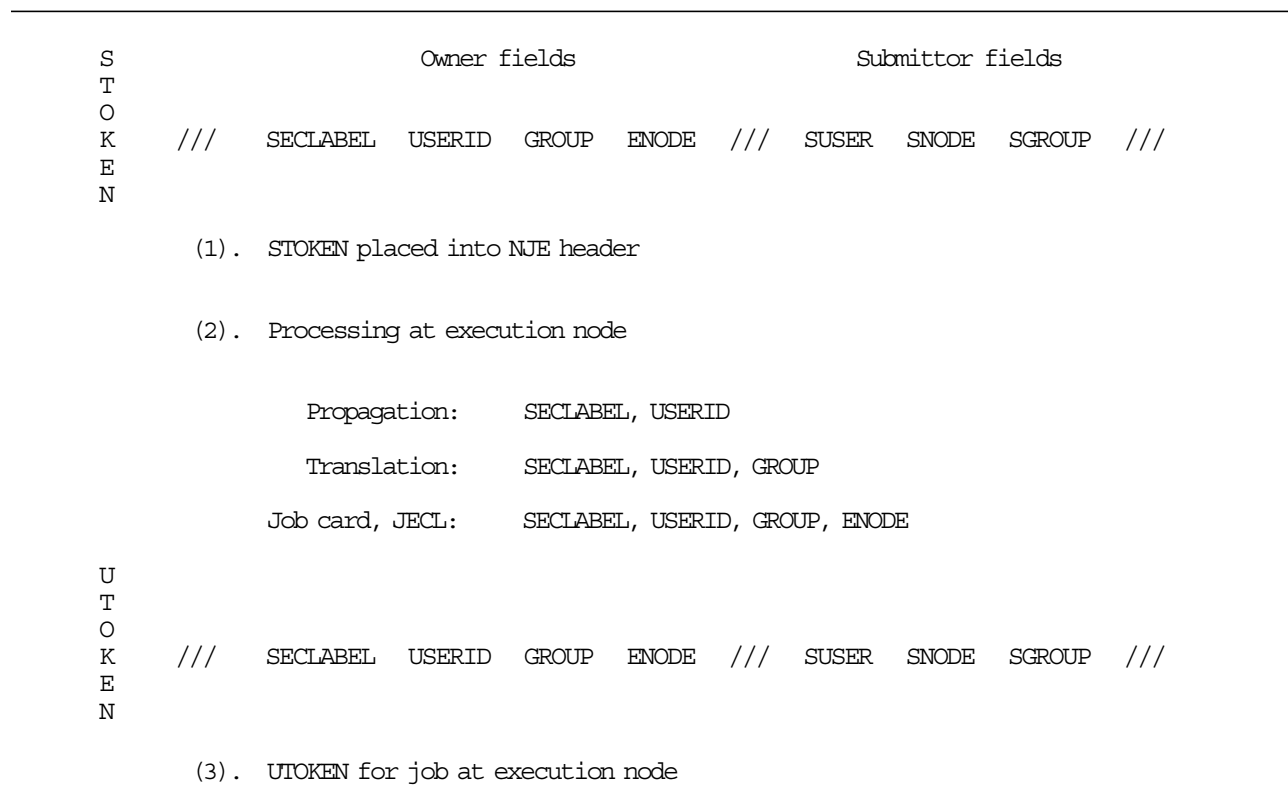 S Owner fields Submittor fields
T
O
K /// SECLABEL USERID GROUP ENODE /// SUSER SNODE SGROUP ///
E
N
(1). STOKEN placed into NJE header
(2). Processing at execution node
Propagation: SECLABEL, USERID
Translation: SECLABEL, USERID, GROUP
Job card, JECL: SECLABEL, USERID, GROUP, ENODE
U
T
O
K /// SECLABEL USERID GROUP ENODE /// SUSER SNODE SGROUP ///
E
N
(3). UTOKEN for job at execution node